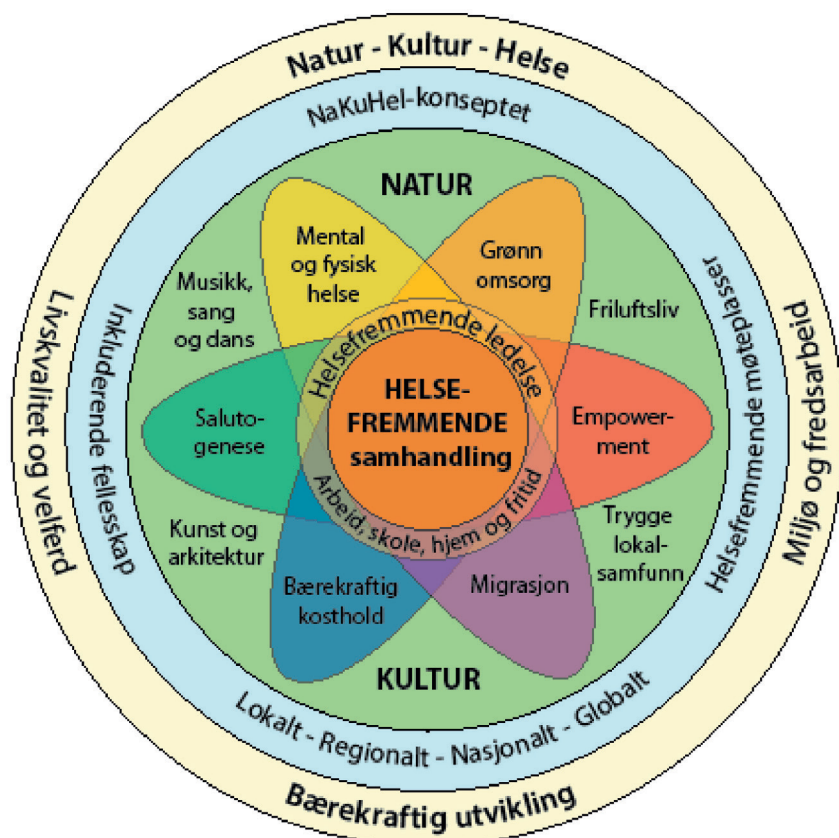 Natur - Kultur - Helse
NaKuHel-konseptet
NATUR
Mental
og fysisk
helse
Grønn
omsorg
Musikk,
sang
og dans
Friluftsliv
Livskvalitet og velferd
Inkluderende fellesskap
Helsefremmende møteplasser
Miljø og fredsarbeid
Helsefremmende ledelse
Saluto-
genese
HELSE-
FREMMENDE
samhandling
Empower-
ment
Arbeid, skole, hjem og fritid
Kunst og
arkitektur
Trygge
lokal-
samfunn
Bærekraftig
kosthold
Migrasjon
KULTUR
Lokalt - Regionalt - Nasjonalt - Globalt
Bærekraftig utvikling